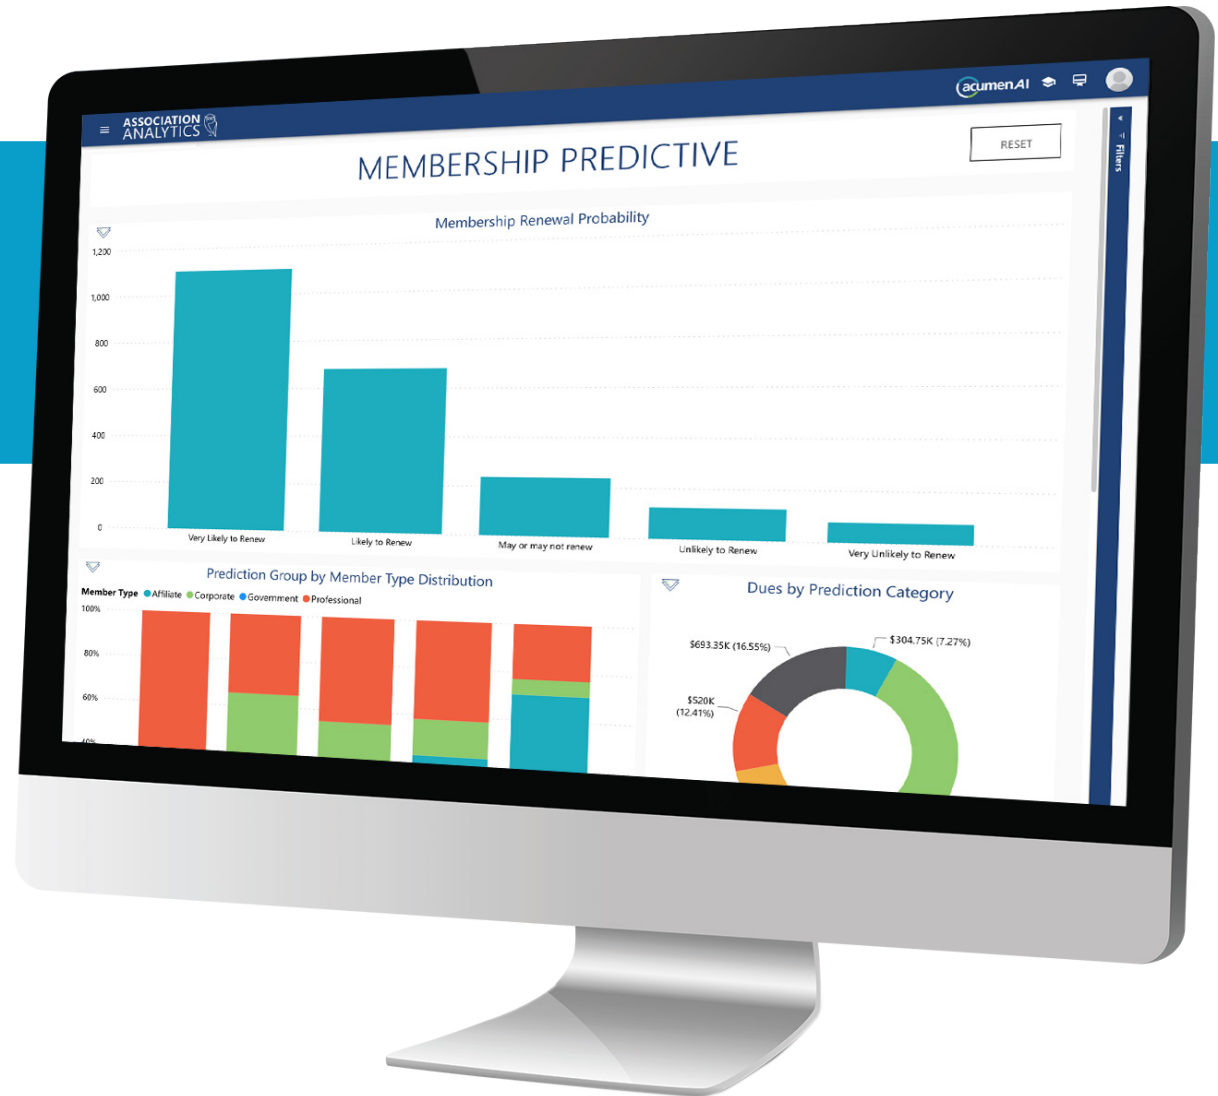 ASSOCIATION
ANALYTICS
acumen.AI
MEMBERSHIP PREDICTIVE
RESET
Filters
Membership Renewal Probability
1,200
1,000
800
600
400
200
0
Very Likely to Renew
Likely to Renew
May or may not renew
Unlikely to Renew
Very Unlikely to Renew
Prediction Group by Member Type Distribution
Member Type Affiliate Corporate Government Professional
100%
80%
60%
40%
Dues by Prediction Category
$693.35K (16.55%)
$304.75K (7.27%)
$520K
(12.41%)